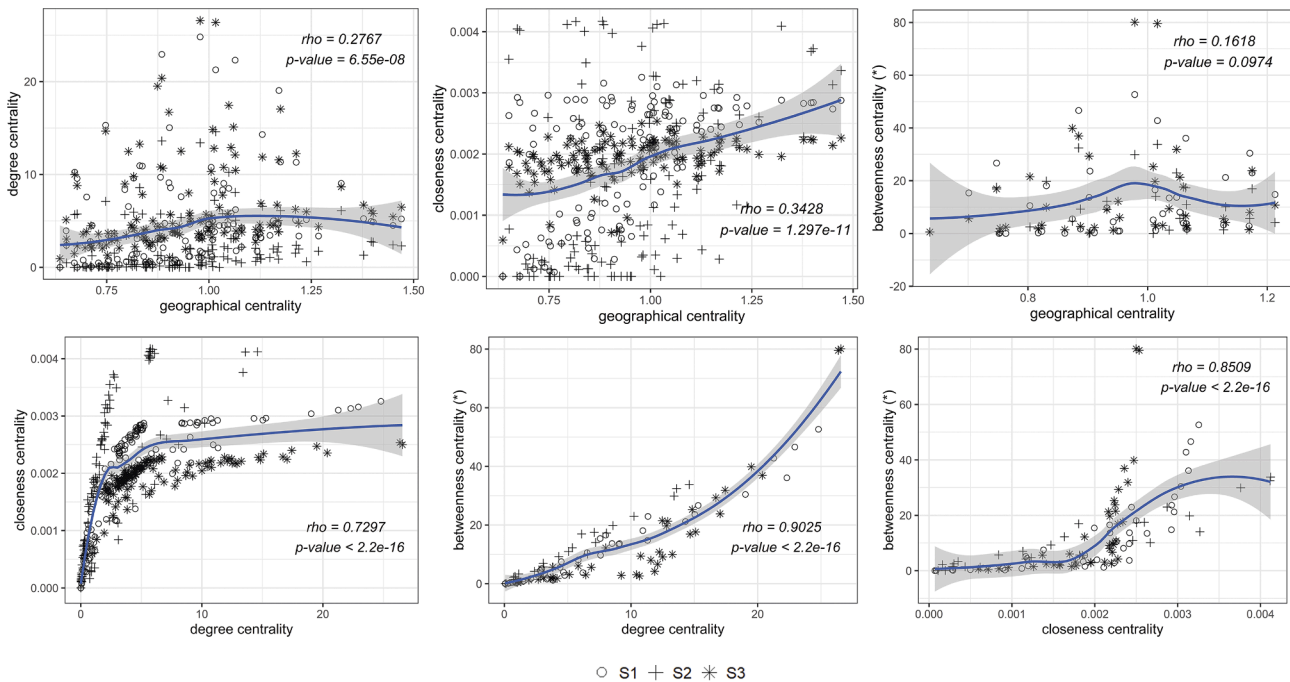 rho = 0.2767
p-value = 6.55e-08
degree centrality
20
10
0
0.75
1.00
1.25
1.50
geographical centrality
rho = 0.3428
p-value = 1.297e-11
closeness centrality
0.004
0.003
0.002
0.001
0.000
0.75
1.00
1.25
1.50
geographical centrality
rho = 0.1618
p-value = 0.0974
betweenness centrality (*)
80
60
40
20
0
-20
0.8
1.0
1.2
geographical centrality
rho = 0.7297
p-value < 2.2e-16
closeness centrality
0.004
0.003
0.002
0.001
0.000
0
10
20
degree centrality
rho = 0.9025
p-value < 2.2e-16
betweenness centrality (*)
80
60
40
20
0
0
10
20
degree centrality
rho = 0.8509
p-value < 2.2e-16
betweenness centrality (*)
80
60
40
20
0
0.000
0.001
0.002
0.003
0.004
closeness centrality
S1 S2 S3